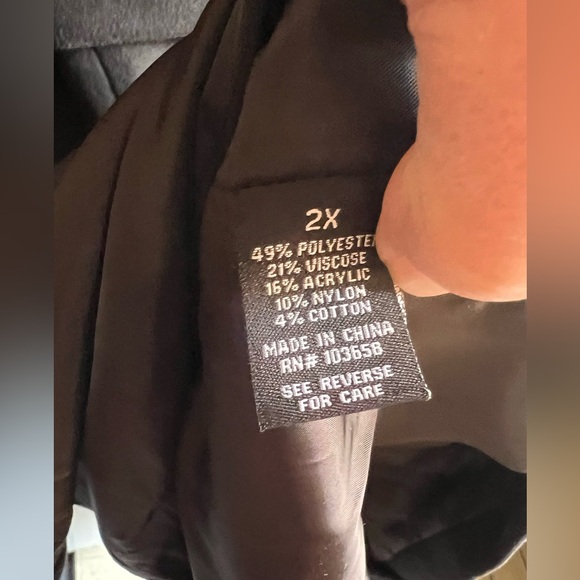 2X
49% POLYESTER
21% VISCOSE
16% ACRYLIC
10% NYLON
4% COTTON
MADE IN CHINA
RN# 103658
SEE REVERSE
FOR CARE